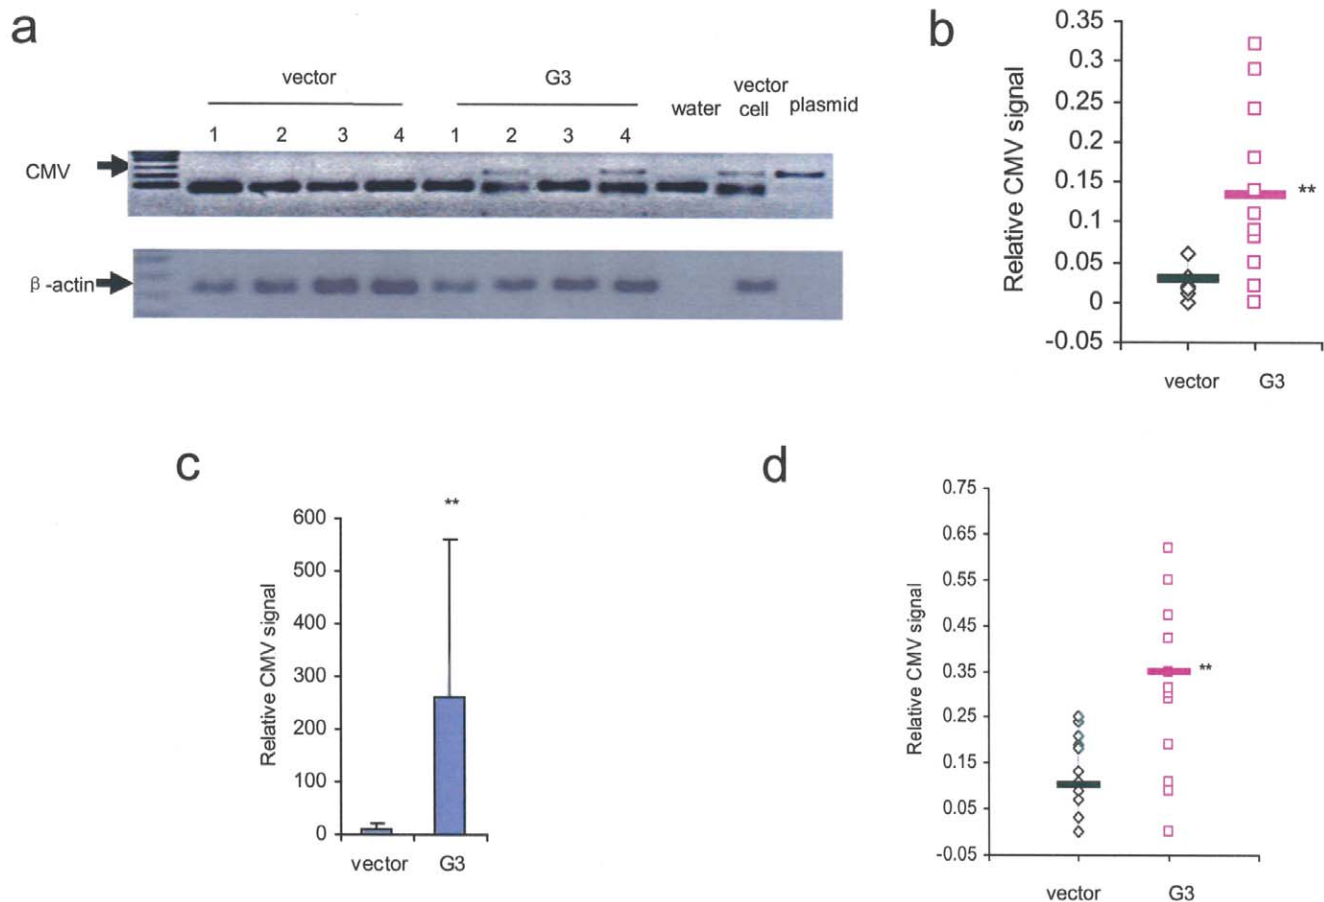 a
vector
G3
water
vector
cell
plasmid
1 2 3 4 1 2 3 4
CMV
β-actin
b
Relative CMV signal
0.35
0.3
0.25
0.2
0.15
0.1
0.05
0
-0.05
**
vector G3
c
Relative CMV signal
**
600
500
400
300
200
100
0
vector G3
d
Relative CMV signal
0.75
0.65
0.55
0.45
0.35
0.25
0.15
0.05
-0.05
**
vector G3